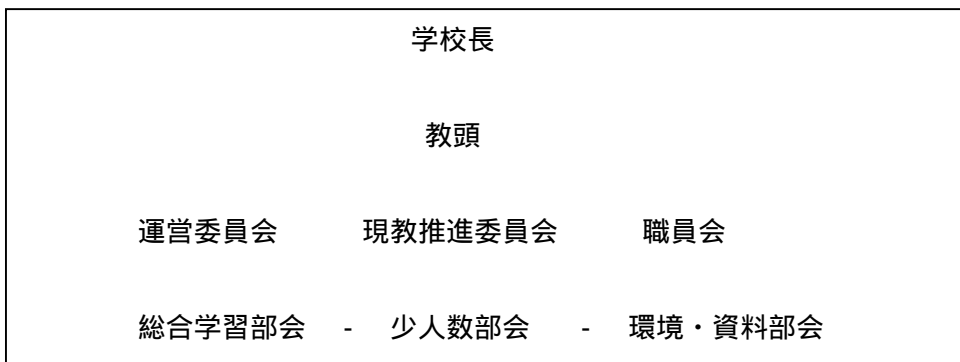 学校長
教頭
運営委員会 現教推進委員会 職員会
総合学習部会 - 少人数部会 - 環境・資料部会